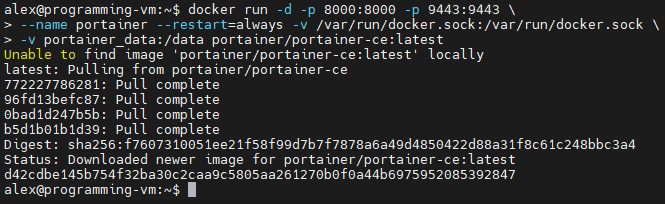 alex@programming-vm:~$ docker run -d -p 8000:8000 -p 9443:9443 \
> --name portainer --restart=always -v /var/run/docker.sock:/var/run/docker.sock \
> -v portainer_data:/data portainer/portainer-ce:latest
Unable to find image 'portainer/portainer-ce:latest' locally
latest: Pulling from portainer/portainer-ce
772227786281: Pull complete
96fd13befc87: Pull complete
0bad1d247b5b: Pull complete
b5d1b01b1d39: Pull complete
Digest: sha256:f7607310051ee21f58f99d7b7f7878a6a49d4850422d88a31f8c61c248bbc3a4
Status: Downloaded newer image for portainer/portainer-ce:latest
d42cdbe145b754f32ba30c2caa9c5805aa261270b0f0a44b6975952085392847
alex@programming-vm:~$